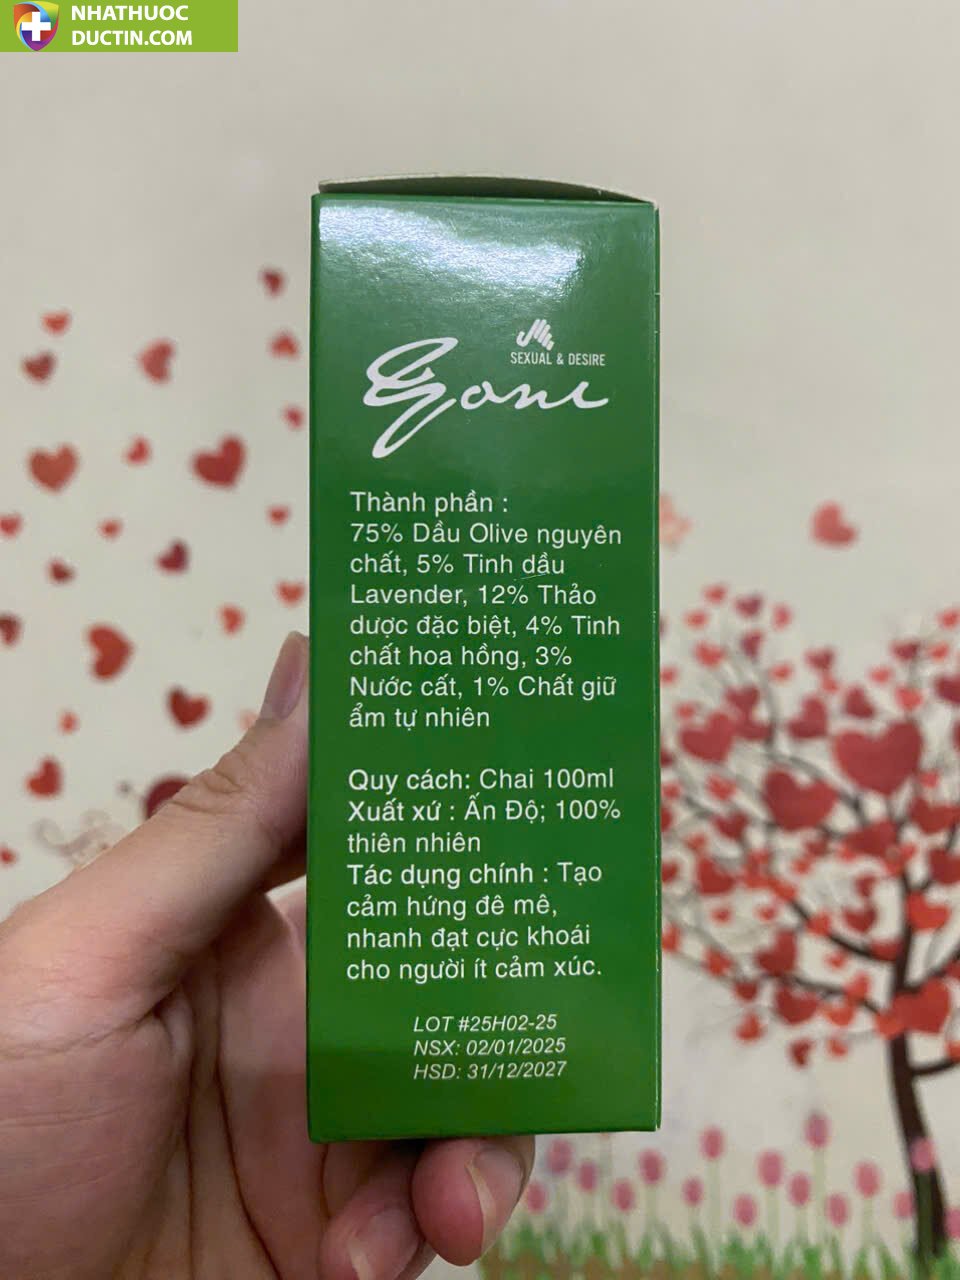 NHATHUOC
DUCTIN.COM
SEXUAL & DESIRE
Yoni
Thành phần :
75% Dầu Olive nguyên
chất, 5% Tinh dầu
Lavender, 12% Thảo
dược đặc biệt, 4% Tinh
chất hoa hồng, 3%
Nước cất, 1% Chất giữ
ẩm tự nhiên
Quy cách: Chai 100ml
Xuất xứ : Ấn Độ; 100%
thiên nhiên
Tác dụng chính : Tạo
cảm hứng đê mê,
nhanh đạt cực khoái
cho người ít cảm xúc.
LOT #25H02-25
NSX: 02/01/2025
HSD: 31/12/2027